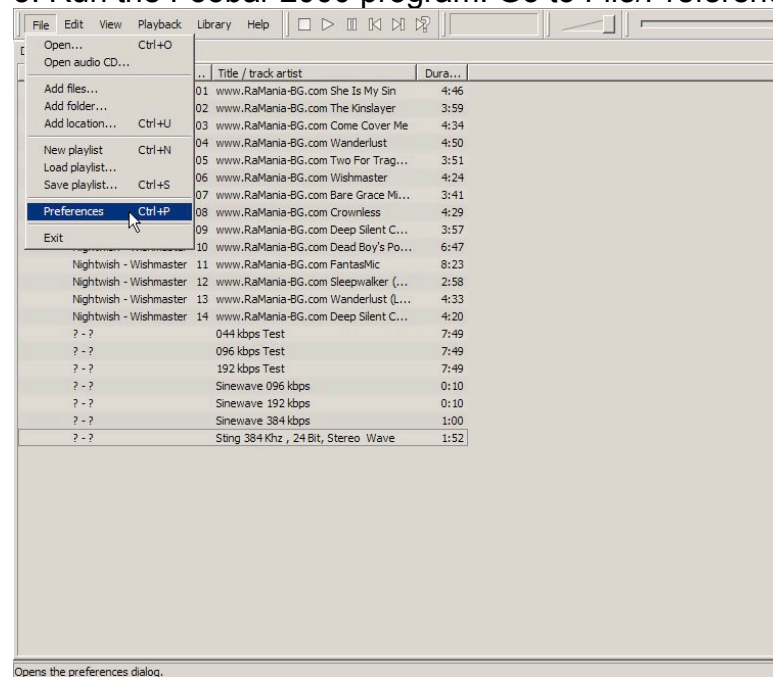 File Edit View Playback Library Help
Open... Ctrl+O
Open audio CD...
Add files...
Add folder...
Add location... Ctrl+U
New playlist Ctrl+N
Load playlist...
Save playlist... Ctrl+S
Preferences Ctrl+P
Exit
.. Title / track artist Dura...
01 www.RaMania-BG.com She Is My Sin 4:46
02 www.RaMania-BG.com The Kinslayer 3:59
03 www.RaMania-BG.com Come Cover Me 4:34
04 www.RaMania-BG.com Wanderlust 4:50
05 www.RaMania-BG.com Two For Trag... 3:51
06 www.RaMania-BG.com Wishmaster 4:24
07 www.RaMania-BG.com Bare Grace Mi... 3:41
08 www.RaMania-BG.com Crownless 4:29
09 www.RaMania-BG.com Deep Silent C... 3:57
10 www.RaMania-BG.com Dead Boy's Po... 6:47
Nightwish - Wishmaster 11 www.RaMania-BG.com FantasMic 8:23
Nightwish - Wishmaster 12 www.RaMania-BG.com Sleepwalker (... 2:58
Nightwish - Wishmaster 13 www.RaMania-BG.com Wanderlust (L... 4:33
Nightwish - Wishmaster 14 www.RaMania-BG.com Deep Silent C... 4:20
? - ? 044 kbps Test 7:49
? - ? 096 kbps Test 7:49
? - ? 192 kbps Test 7:49
? - ? Sinewave 096 kbps 0:10
? - ? Sinewave 192 kbps 0:10
? - ? Sinewave 384 kbps 1:00
? - ? Sting 384 Khz , 24 Bit, Stereo Wave 1:52
Opens the preferences dialog.